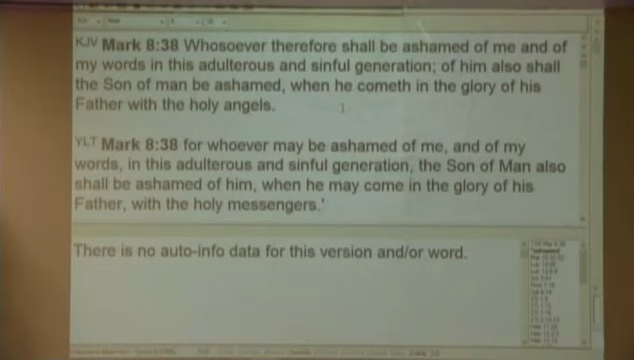 KJV Mark 8:38 Whosoever therefore shall be ashamed of me and of
my words in this adulterous and sinful generation; of him also shall
the Son of man be ashamed, when he cometh in the glory of his
Father with the holy angels.
YLT Mark 8:38 for whoever may be ashamed of me, and of my
words, in this adulterous and sinful generation, the Son of Man also
shall be ashamed of him, when he may come in the glory of his
Father, with the holy messengers.'
There is no auto-info data for this version and/or word.